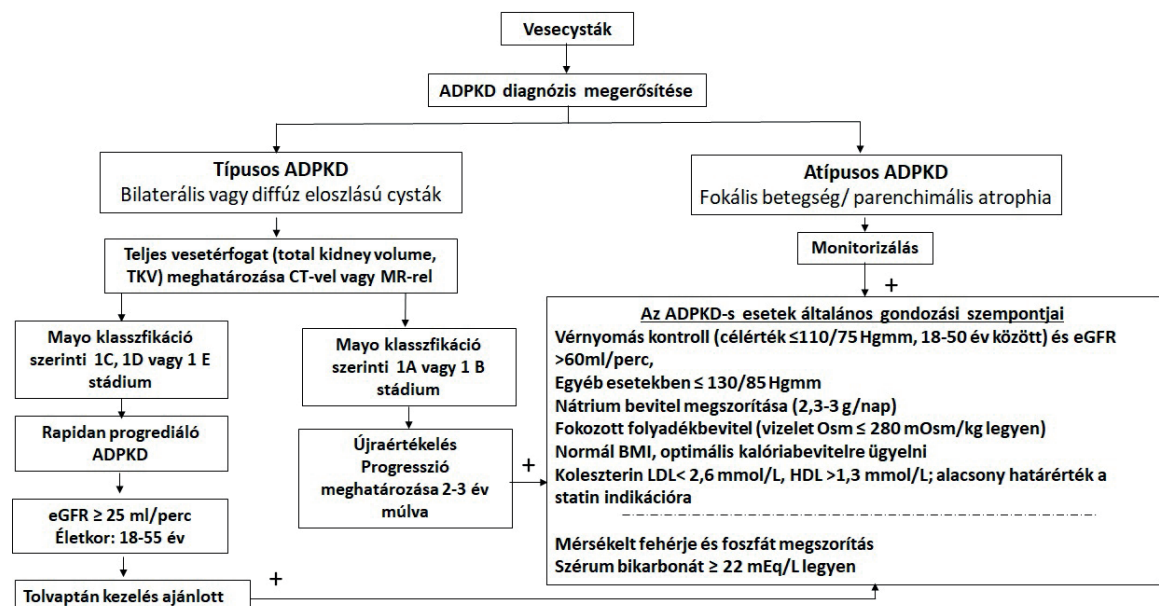 Vesecysták
ADPKD diagnózis megerősítése
Típusos ADPKD
Bilaterális vagy diffúz eloszlású cysták
Atípusos ADPKD
Fokális betegség/ parenchimális atrophia
Teljes vesetérfogat (total kidney volume,
TKV) meghatározása CT-vel vagy MR-rel
Monitorizálás
+
Mayo klasszfikáció
szerinti 1C, 1D vagy 1 E
stádium
Mayo klasszfikáció
szerinti 1A vagy 1 B
stádium
Rapidan progrediáló
ADPKD
Újraértékelés
Progresszió
meghatározása 2-3 év
múlva
+
eGFR ≥ 25 ml/perc
Életkor: 18-55 év
Tolvaptán kezelés ajánlott
+
Az ADPKD-s esetek általános gondozási szempontjai
Vérnyomás kontroll (célérték ≤110/75 Hgmm, 18-50 év között) és eGFR
>60ml/perc,
Egyéb esetekben ≤ 130/85 Hgmm
Nátrium bevitel megszorítása (2,3-3 g/nap)
Fokozott folyadékbevitel (vizelet Osm ≤ 280 mOsm/kg legyen)
Normál BMI, optimális kalóriabevitelre ügyelni
Koleszterin LDL< 2,6 mmol/L, HDL >1,3 mmol/L; alacsony határérték a
statin indikációra
Mérsékelt fehérje és foszfát megszorítás
Szérum bikarbonát ≥ 22 mEq/L legyen